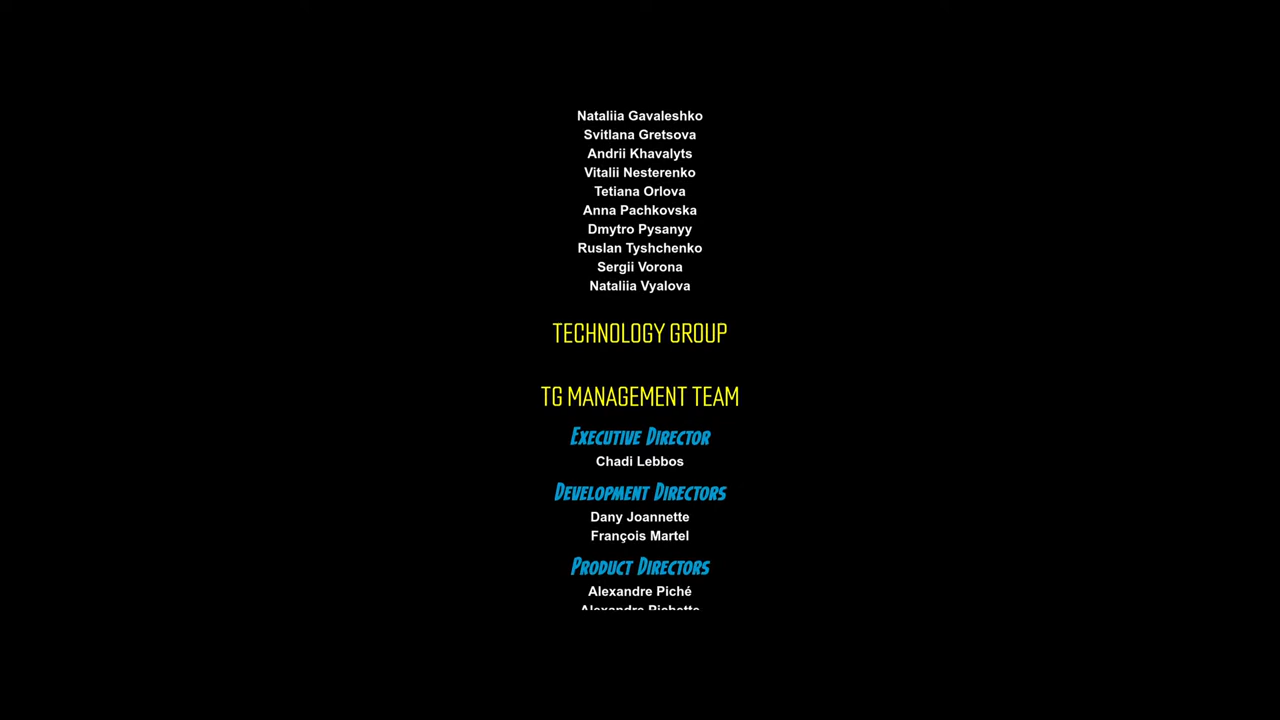 Nataliia Gavaleshko
Svitlana Gretsova
Andrii Khavalyts
Vitalii Nesterenko
Tetiana Orlova
Anna Pachkovska
Dmytro Pysanyy
Ruslan Tyshchenko
Sergii Vorona
Nataliia Vyalova
TECHNOLOGY GROUP
TG MANAGEMENT TEAM
EXECUTIVE DIRECTOR
Chadi Lebbos
DEVELOPMENT DIRECTORS
Dany Joannette
François Martel
PRODUCT DIRECTORS
Alexandre Piché
Alexandre Pichette